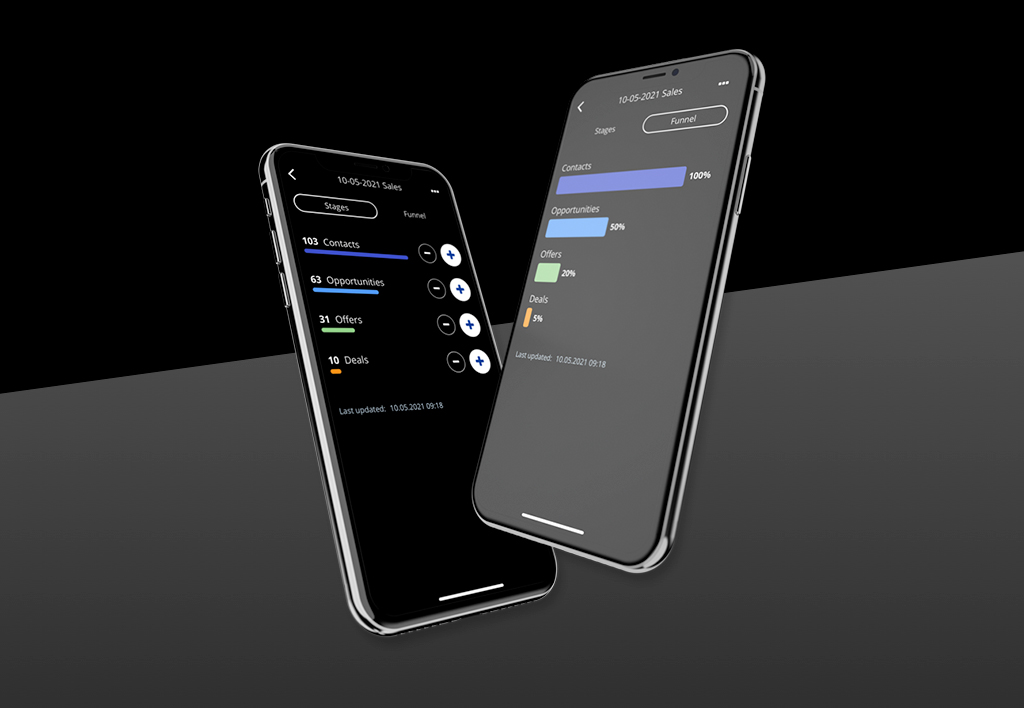 10-05-2021 Sales
Stages
Funnel
103 Contacts
63 Opportunities
31 Offers
10 Deals
Last updated: 10.05.2021 09:18
10-05-2021 Sales
Stages
Funnel
Contacts
100%
Opportunities
50%
Offers
20%
Deals
5%
Last updated: 10.05.2021 09:18